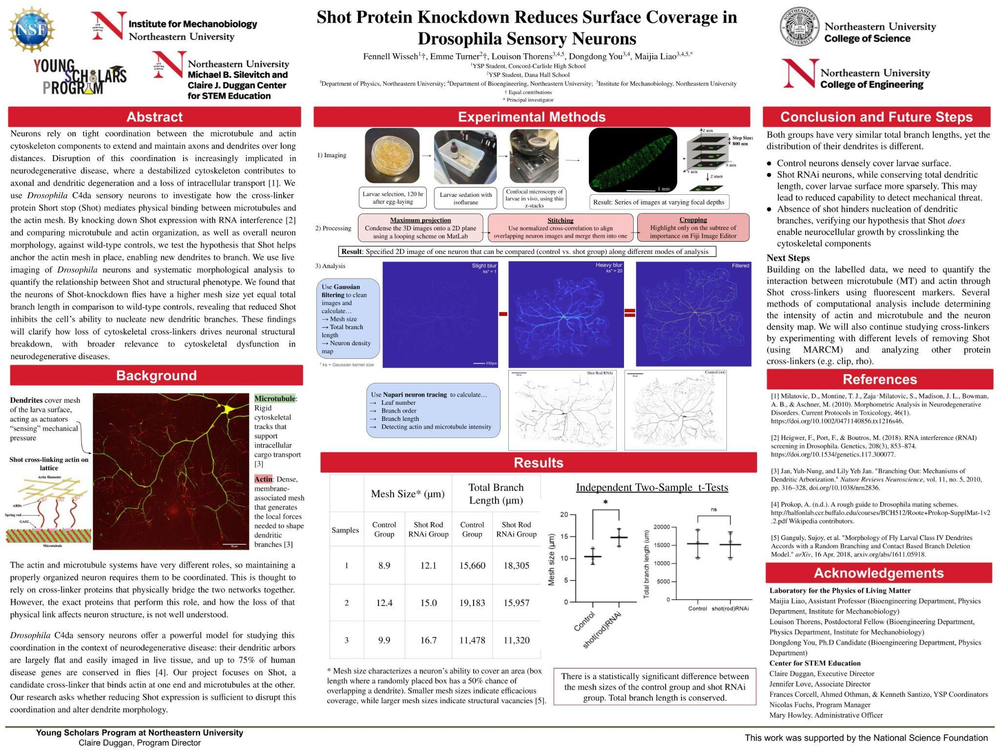 NSF
Institute for Mechanobiology
Northeastern University
YOUNG
SCHOLARS
PROGRAM
Northeastern University
Michael B. Silevitch and
Claire J. Duggan Center
for STEM Education
Shot Protein Knockdown Reduces Surface Coverage in
Drosophila Sensory Neurons
Fennell Wisseh1†, Emme Turner2†, Louison Thorens3,4,5, Dongdong You3,4, Maijia Liao3,4,5,*
1YSP Student, Concord-Carlisle High School
2YSP Student, Dana Hall School
3Department of Physics, Northeastern University; 4Department of Bioengineering, Northeastern University; 5Institute for Mechanobiology, Northeastern University
† Equal contributions
* Principal investigator
Northeastern University
College of Science
Northeastern University
College of Engineering
Abstract
Neurons rely on tight coordination between the microtubule and actin
cytoskeleton components to extend and maintain axons and dendrites over long
distances. Disruption of this coordination is increasingly implicated in
neurodegenerative disease, where a destabilized cytoskeleton contributes to
axonal and dendritic degeneration and a loss of intracellular transport [1]. We
use Drosophila C4da sensory neurons to investigate how the cross-linker
protein Short stop (Shot) mediates physical binding between microtubules and
the actin mesh. By knocking down Shot expression with RNA interference [2]
and comparing microtubule and actin organization, as well as overall neuron
morphology, against wild-type controls, we test the hypothesis that Shot helps
anchor the actin mesh in place, enabling new dendrites to branch. We use live
imaging of Drosophila neurons and systematic morphological analysis to
quantify the relationship between Shot and structural phenotype. We found that
the neurons of Shot-knockdown flies have a higher mesh size yet equal total
branch length in comparison to wild-type controls, revealing that reduced Shot
inhibits the cell's ability to nucleate new dendritic branches. These findings
will clarify how loss of cytoskeletal cross-linkers drives neuronal structural
breakdown, with broader relevance to cytoskeletal dysfunction in
neurodegenerative diseases.
Background
Dendrites cover mesh
of the larva surface,
acting as actuators
“sensing” mechanical
pressure
Shot cross-linking actin on
lattice
Actin filaments
ABDs
Spring rod
GAS2
Microtubule
50 µm
Microtubule:
Rigid
cytoskeletal
tracks that
support
intracellular
cargo transport
[3]
Actin: Dense,
membrane-
associated mesh
that generates
the local forces
needed to shape
dendritic
branches [3]
The actin and microtubule systems have very different roles, so maintaining a
properly organized neuron requires them to be coordinated. This is thought to
rely on cross-linker proteins that physically bridge the two networks together.
However, the exact proteins that perform this role, and how the loss of that
physical link affects neuron structure, is not well understood.
Drosophila C4da sensory neurons offer a powerful model for studying this
coordination in the context of neurodegenerative disease: their dendritic arbors
are largely flat and easily imaged in live tissue, and up to 75% of human
disease genes are conserved in flies [4]. Our project focuses on Shot, a
candidate cross-linker that binds actin at one end and microtubules at the other.
Our research asks whether reducing Shot expression is sufficient to disrupt this
coordination and alter dendrite morphology.
Experimental Methods
1) Imaging
1 mm
Z axis
Step Size:
800 nm
X axis
Y axis
Z stack
Larvae selection, 120 hr
after egg-laying
Larvae sedation with
isoflurane
Confocal microscopy of
larvae in vivo, using thin
z-stacks
Result: Series of images at varying focal depths
2) Processing
Maximum projection
Condense the 3D images onto a 2D plane
using a looping scheme on MatLab
Stitching
Use normalized cross-correlation to align
overlapping neuron images and merge them into one
Cropping
Highlight only on the subtree of
importance on Fiji Image Editor
Result: Specified 2D image of one neuron that can be compared (control vs. shot group) along different modes of analysis
3) Analysis
Use Gaussian
filtering to clean
images and
calculate…
→ Mesh size
→ Total branch
length
→ Neuron density
map
* ks = Gaussian kernel size
Slight blur
ks* = 1
100µm
Heavy blur
ks* = 20
Filtered
Use Napari neuron tracing to calculate…
→ Leaf number
→ Branch order
→ Branch length
→ Detecting actin and microtubule intensity
Shot Rod RNAi
Control (wt)
Results
Mesh Size* (µm)
Total Branch
Length (µm)
Samples
Control
Group
Shot Rod
RNAi Group
Control
Group
Shot Rod
RNAi Group
1 8.9 12.1 15,660 18,305
2 12.4 15.0 19,183 15,957
3 9.9 16.7 11,478 11,320
* Mesh size characterizes a neuron's ability to cover an area (box
length where a randomly placed box has a 50% chance of
overlapping a dendrite). Smaller mesh sizes indicate efficacious
coverage, while larger mesh sizes indicate structural vacancies [5].
Independent Two-Sample t-Tests
*
20
15
10
5
0
Mesh size (µm)
Control
shot(rod)RNAi
ns
20000
15000
10000
5000
0
Total branch length (um)
Control shot(rod)RNAi
There is a statistically significant difference between
the mesh sizes of the control group and shot RNAi
group. Total branch length is conserved.
Conclusion and Future Steps
Both groups have very similar total branch lengths, yet the
distribution of their dendrites is different.
● Control neurons densely cover larvae surface.
● Shot RNAi neurons, while conserving total dendritic
length, cover larvae surface more sparsely. This may
lead to reduced capability to detect mechanical threat.
● Absence of shot hinders nucleation of dendritic
branches, verifying our hypothesis that Shot does
enable neurocellular growth by crosslinking the
cytoskeletal components
Next Steps
Building on the labelled data, we need to quantify the
interaction between microtubule (MT) and actin through
Shot cross-linkers using fluorescent markers. Several
methods of computational analysis include determining
the intensity of actin and microtubule and the neuron
density map. We will also continue studying cross-linkers
by experimenting with different levels of removing Shot
(using MARCM) and analyzing other protein
cross-linkers (e.g. clip, rho).
References
[1] Milatovic, D., Montine, T. J., Zaja‐Milatovic, S., Madison, J. L., Bowman,
A. B., & Aschner, M. (2010). Morphometric Analysis in Neurodegenerative
Disorders. Current Protocols in Toxicology, 46(1).
https://doi.org/10.1002/0471140856.tx1216s46.
[2] Heigwer, F., Port, F., & Boutros, M. (2018). RNA interference (RNAI)
screening in Drosophila. Genetics, 208(3), 853–874.
https://doi.org/10.1534/genetics.117.300077.
[3] Jan, Yuh-Nung, and Lily Yeh Jan. "Branching Out: Mechanisms of
Dendritic Arborization." Nature Reviews Neuroscience, vol. 11, no. 5, 2010,
pp. 316–328, doi.org/10.1038/nrn2836.
[4] Prokop, A. (n.d.). A rough guide to Drosophila mating schemes.
http://halfonlab.ccr.buffalo.edu/courses/BCH512/Roote+Prokop-SupplMat-1v2
.2.pdf Wikipedia contributors.
[5] Ganguly, Sujoy, et al. "Morphology of Fly Larval Class IV Dendrites
Accords with a Random Branching and Contact Based Branch Deletion
Model." arXiv, 16 Apr. 2018, arxiv.org/abs/1611.05918.
Acknowledgements
Laboratory for the Physics of Living Matter
Maijia Liao, Assistant Professor (Bioengineering Department, Physics
Department, Institute for Mechanobiology)
Louison Thorens, Postdoctoral Fellow (Bioengineering Department,
Physics Department, Institute for Mechanobiology)
Dongdong You, Ph.D Candidate (Bioengineering Department, Physics
Department)
Center for STEM Education
Claire Duggan, Executive Director
Jennifer Love, Associate Director
Frances Corcell, Ahmed Othman, & Kenneth Santizo, YSP Coordinators
Nicolas Fuchs, Program Manager
Mary Howley. Administrative Officer
Young Scholars Program at Northeastern University
Claire Duggan, Program Director
This work was supported by the National Science Foundation